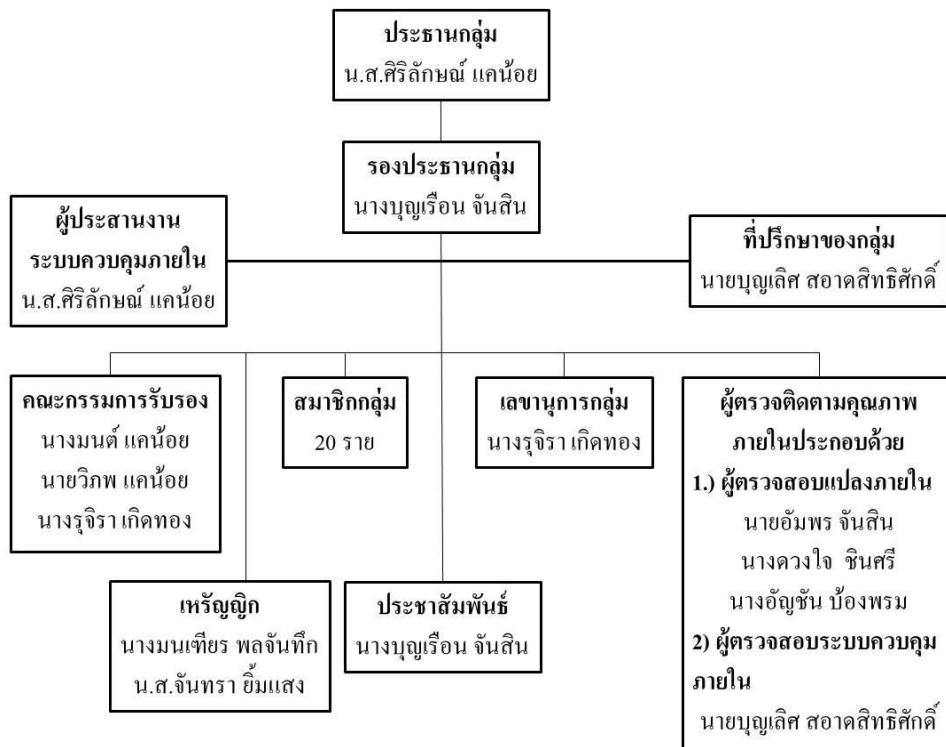 ประธานกลุ่ม
น.ส.ศิริลักษณ์ แคน้อย
รองประธานกลุ่ม
นางบุญเรือน จันสิน
ผู้ประสานงาน
ระบบควบคุมภายใน
น.ส.ศิริลักษณ์ แคน้อย
ที่ปรึกษาของกลุ่ม
นายบุญเลิศ สอาดสิทธิศักดิ์
คณะกรรมการรับรอง
นางมนต์ แคน้อย
นายวิภพ แคน้อย
นางรุจิรา เกิดทอง
สมาชิกกลุ่ม
20 ราย
เลขานุการกลุ่ม
นางรุจิรา เกิดทอง
ผู้ตรวจติดตามคุณภาพ
ภายในประกอบด้วย
1.) ผู้ตรวจสอบแปลงภายใน
นายอัมพร จันสิน
นางดวงใจ ชินศรี
นางอัญชัน บ้องพรม
2) ผู้ตรวจสอบระบบควบคุม
ภายใน
นายบุญเลิศ สอาดสิทธิศักดิ์
เหรัญญิก
นางมนเฑียร พลจันทึก
น.ส.จันทรา ยิ้มแสง
ประชาสัมพันธ์
นางบุญเรือน จันสิน